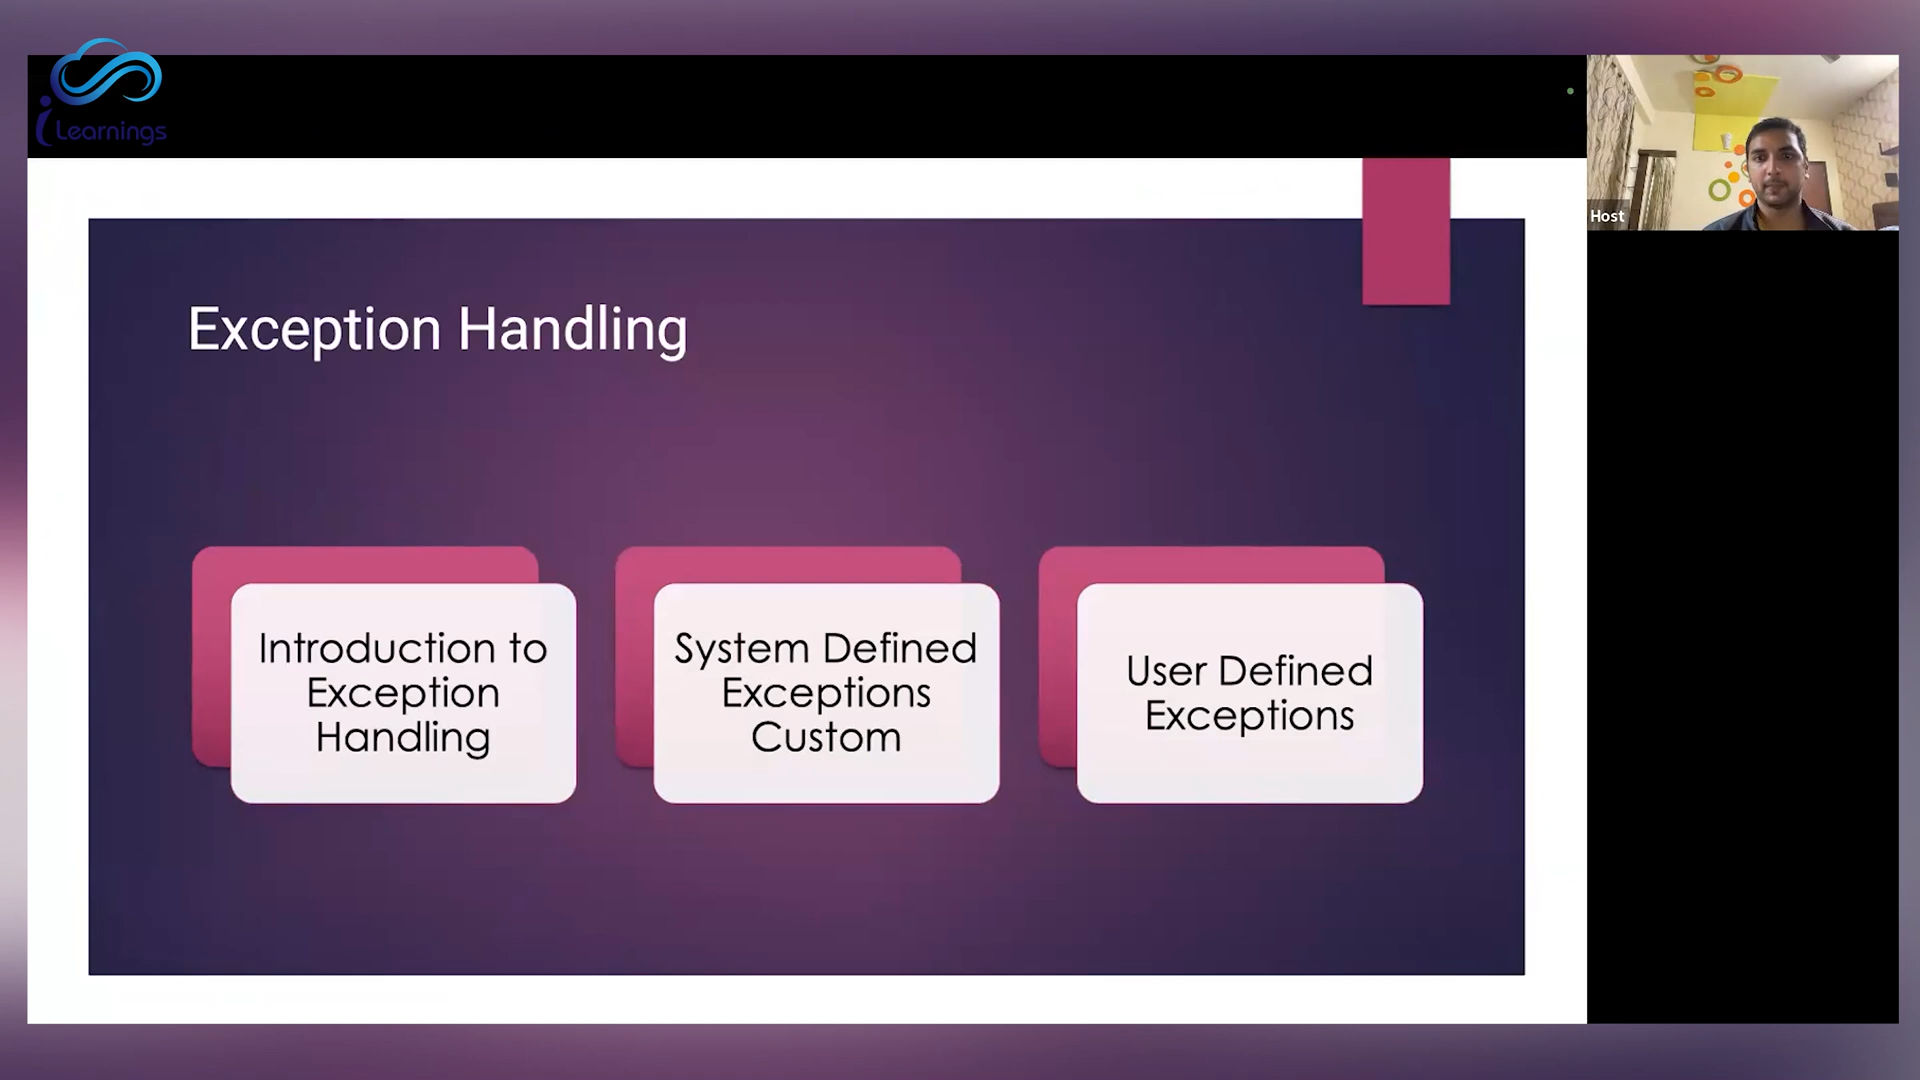 i Learnings
Host
Exception Handling
Introduction to
Exception
Handling
System Defined
Exceptions
Custom
User Defined
Exceptions